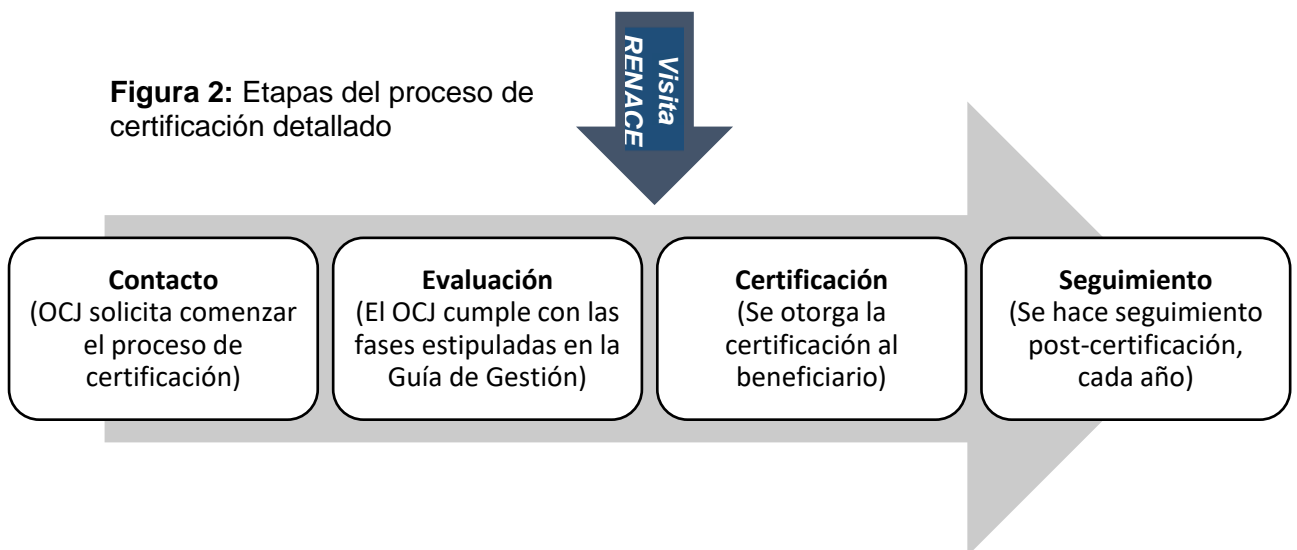 Visita
RENACE
Figura 2: Etapas del proceso de
certificación detallado
Contacto
(OCJ solicita comenzar
el proceso de
certificación)
Evaluación
(El OCJ cumple con las
fases estipuladas en la
Guía de Gestión)
Certificación
(Se otorga la
certificación al
beneficiario)
Seguimiento
(Se hace seguimiento
post-certificación,
cada año)